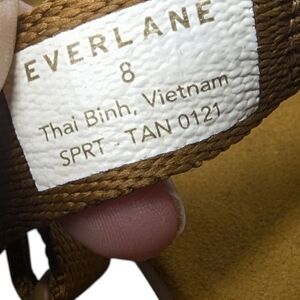 EVERLANE
8
Thai Binh, Vietnam
SPRT - TAN 0121